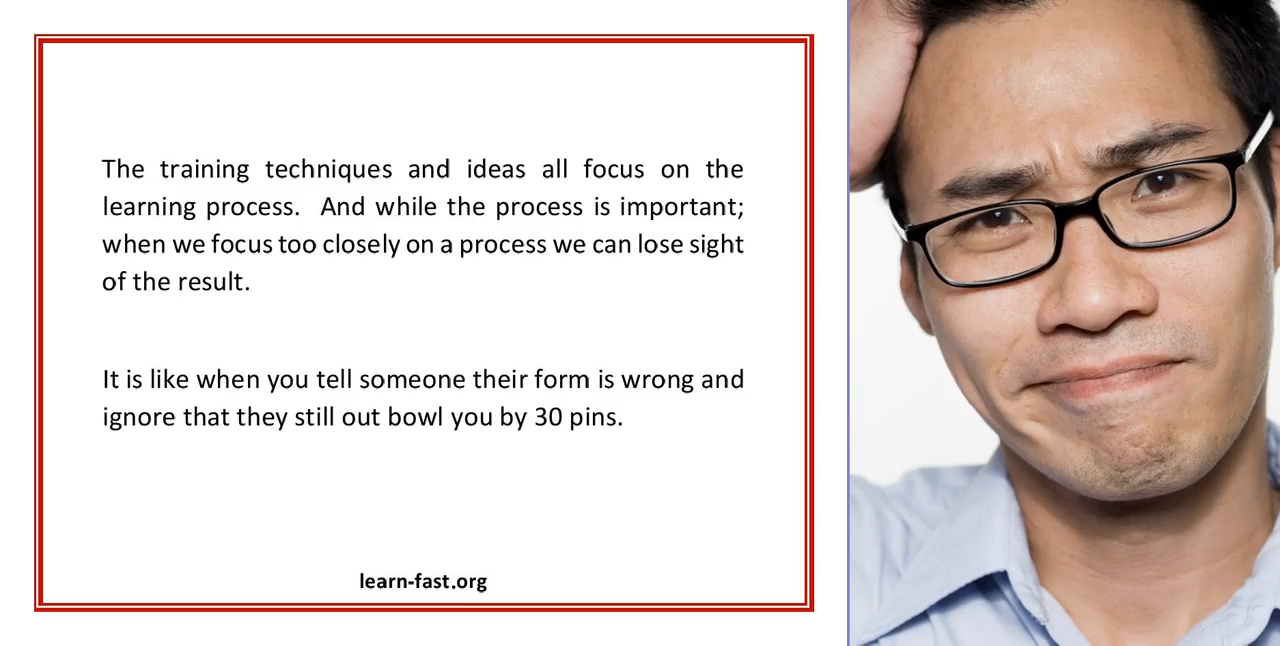 The training techniques and ideas all focus on the
learning process.  And while the process is important;
when we focus too closely on a process we can lose sight
of the result.
It is like when you tell someone their form is wrong and
ignore that they still out bowl you by 30 pins.
learn-fast.org